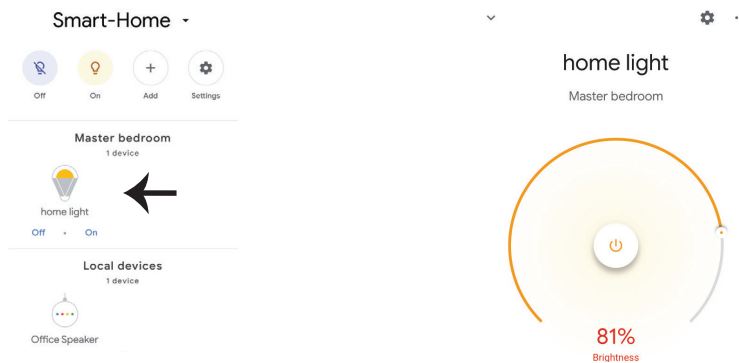 Smart-Home
Off On Add Settings
Master bedroom
1 device
home light
Off • On
Local devices
1 device
Office Speaker
home light
Master bedroom
81%
Brightness